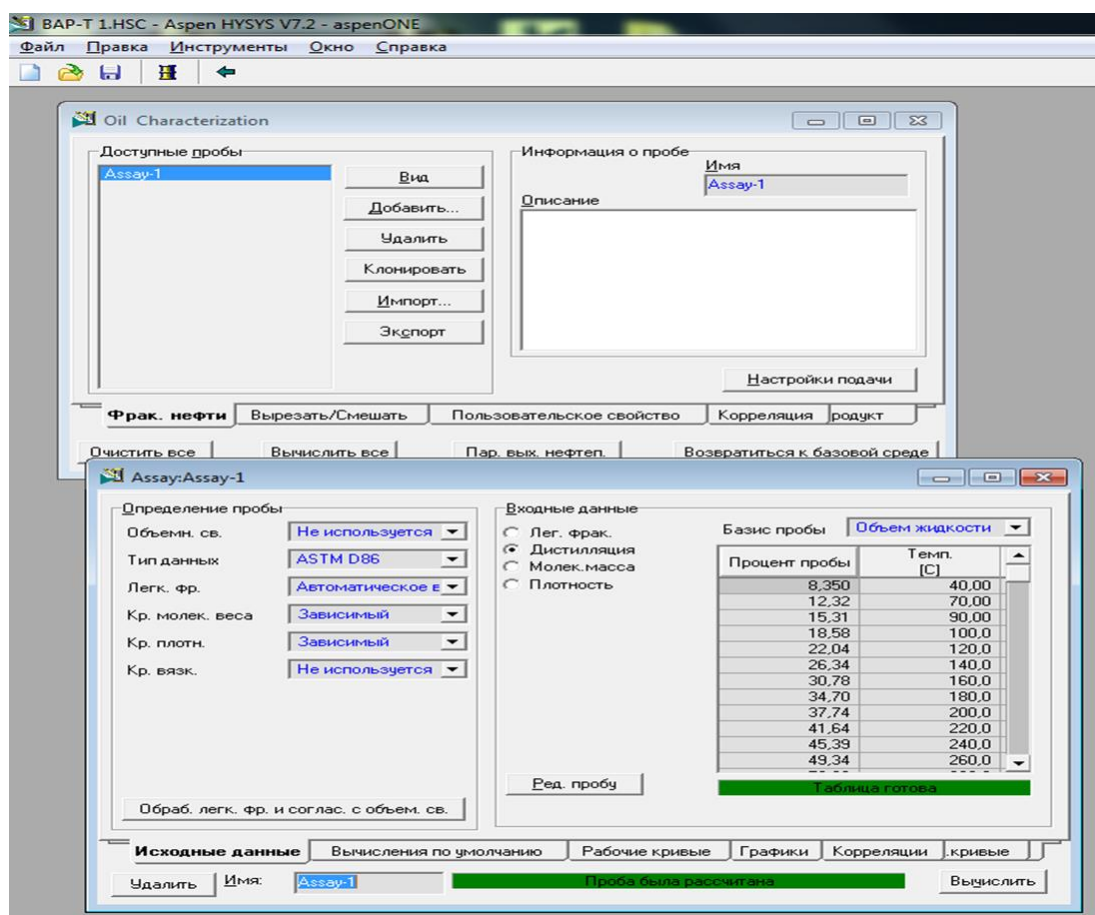 BAP-T 1.HSC - Aspen HYSYS V7.2 - aspenONE
Файл Правка Инструменты Окно Справка
Oil Characterization
Доступные пробы
Assay-1
Вид
Добавить...
Удалить
Клонировать
Импорт...
Экспорт
Информация о пробе
Имя
Assay-1
Описание
Настройки подачи
Фрак. нефти Вырезать/Смешать Пользовательское свойство Корреляция родукт
Очистить все Вычислить все Пар. вых. нефтеп. Возвратиться к базовой среде
Assay:Assay-1
Определение пробы
Объемн. св. Не используется
Тип данных ASTM D86
Легк. фр. Автоматическое в
Кр. молек. веса Зависимый
Кр. плотн. Зависимый
Кр. вязк. Не используется
Обраб. легк. фр. и соглас. с объем. св.
Входные данные
Лег. фрак.
Дистилляция
Молек.масса
Плотность
Ред. пробу
Базис пробы Объем жидкости
Процент пробы Темп. [C]
8,350 40,00
12,32 70,00
15,31 90,00
18,58 100,0
22,04 120,0
26,34 140,0
30,78 160,0
34,70 180,0
37,74 200,0
41,64 220,0
45,39 240,0
49,34 260,0
Таблица готова
Исходные данные Вычисления по умолчанию Рабочие кривые Графики Корреляции .кривые
Удалить Имя: Assay-1 Проба была рассчитана Вычислить